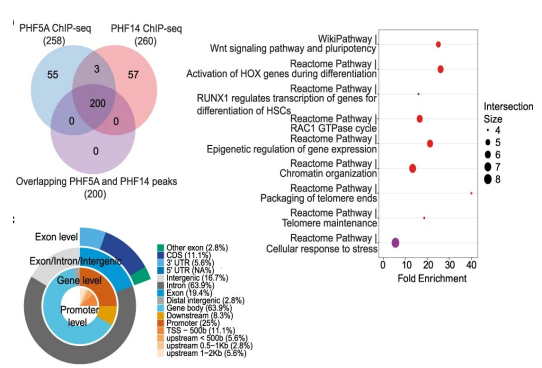 PHF5A ChIP-seq
(258)
PHF14 ChIP-seq
(260)
55
3
57
200
0
0
0
Overlapping PHF5A and PHF14 peaks
(200)
WikiPathway |
Wnt signaling pathway and pluripotency
Reactome Pathway |
Activation of HOX genes during differentiation
Reactome Pathway |
RUNX1 regulates transcription of genes for
differentiation of HSCs
Reactome Pathway |
RAC1 GTPase cycle
Reactome Pathway |
Epigenetic regulation of gene expression
Reactome Pathway |
Chromatin organization
Reactome Pathway |
Packaging of telomere ends
Reactome Pathway |
Telomere maintenance
Reactome Pathway |
Cellular response to stress
0 10 20 30 40
Fold Enrichment
Intersection
Size
4
5
6
7
8
Exon level
Exon/Intron/Intergenic
Gene level
Promoter
level
Other exon (2.8%)
CDS (11.1%)
3' UTR (5.6%)
5' UTR (NA%)
Intergenic (16.7%)
Intron (63.9%)
Exon (19.4%)
Distal intergenic (2.8%)
Gene body (63.9%)
Downstream (8.3%)
Promoter (25%)
TSS - 500b (11.1%)
upstream < 500b (5.6%)
upstream 0.5-1Kb (2.8%)
upstream 1-2Kb (5.6%)